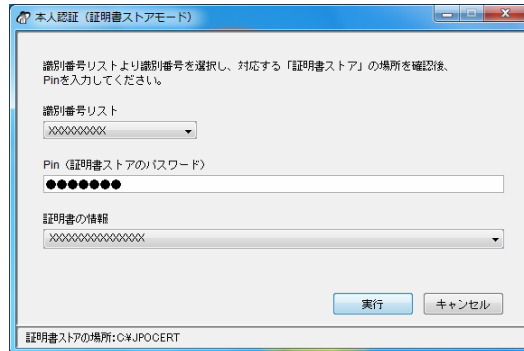 本人認証（証明書ストアモード）
識別番号リストより識別番号を選択し、対応する「証明書ストア」の場所を確認後、
Pinを入力してください。
識別番号リスト
XXXXXXXXX
Pin（証明書ストアのパスワード）
●●●●●●●
証明書の情報
XXXXXXXXXXXXXXX
実行
キャンセル
証明書ストアの場所:C¥JPOCERT